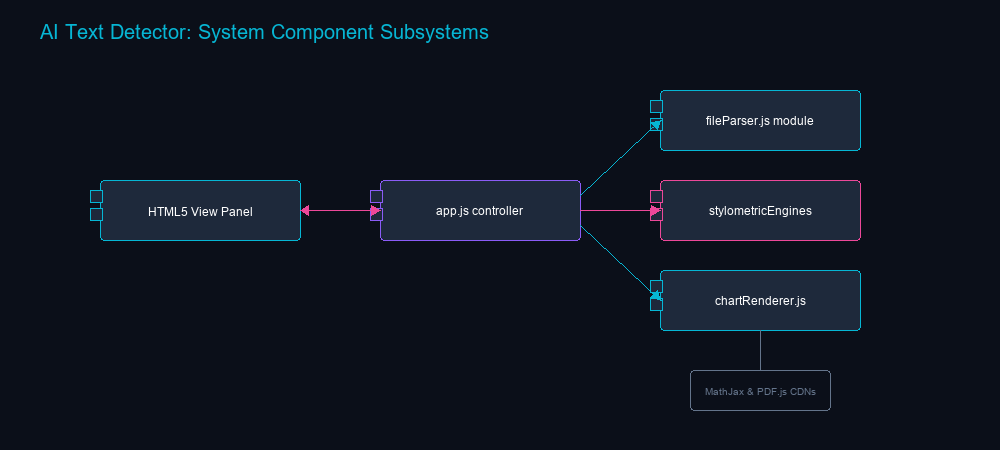 AI Text Detector: System Component Subsystems
fileParser.js module
HTML5 View Panel
app.js controller
stylometricEngines
chartRenderer.js
MathJax & PDF.js CDNs